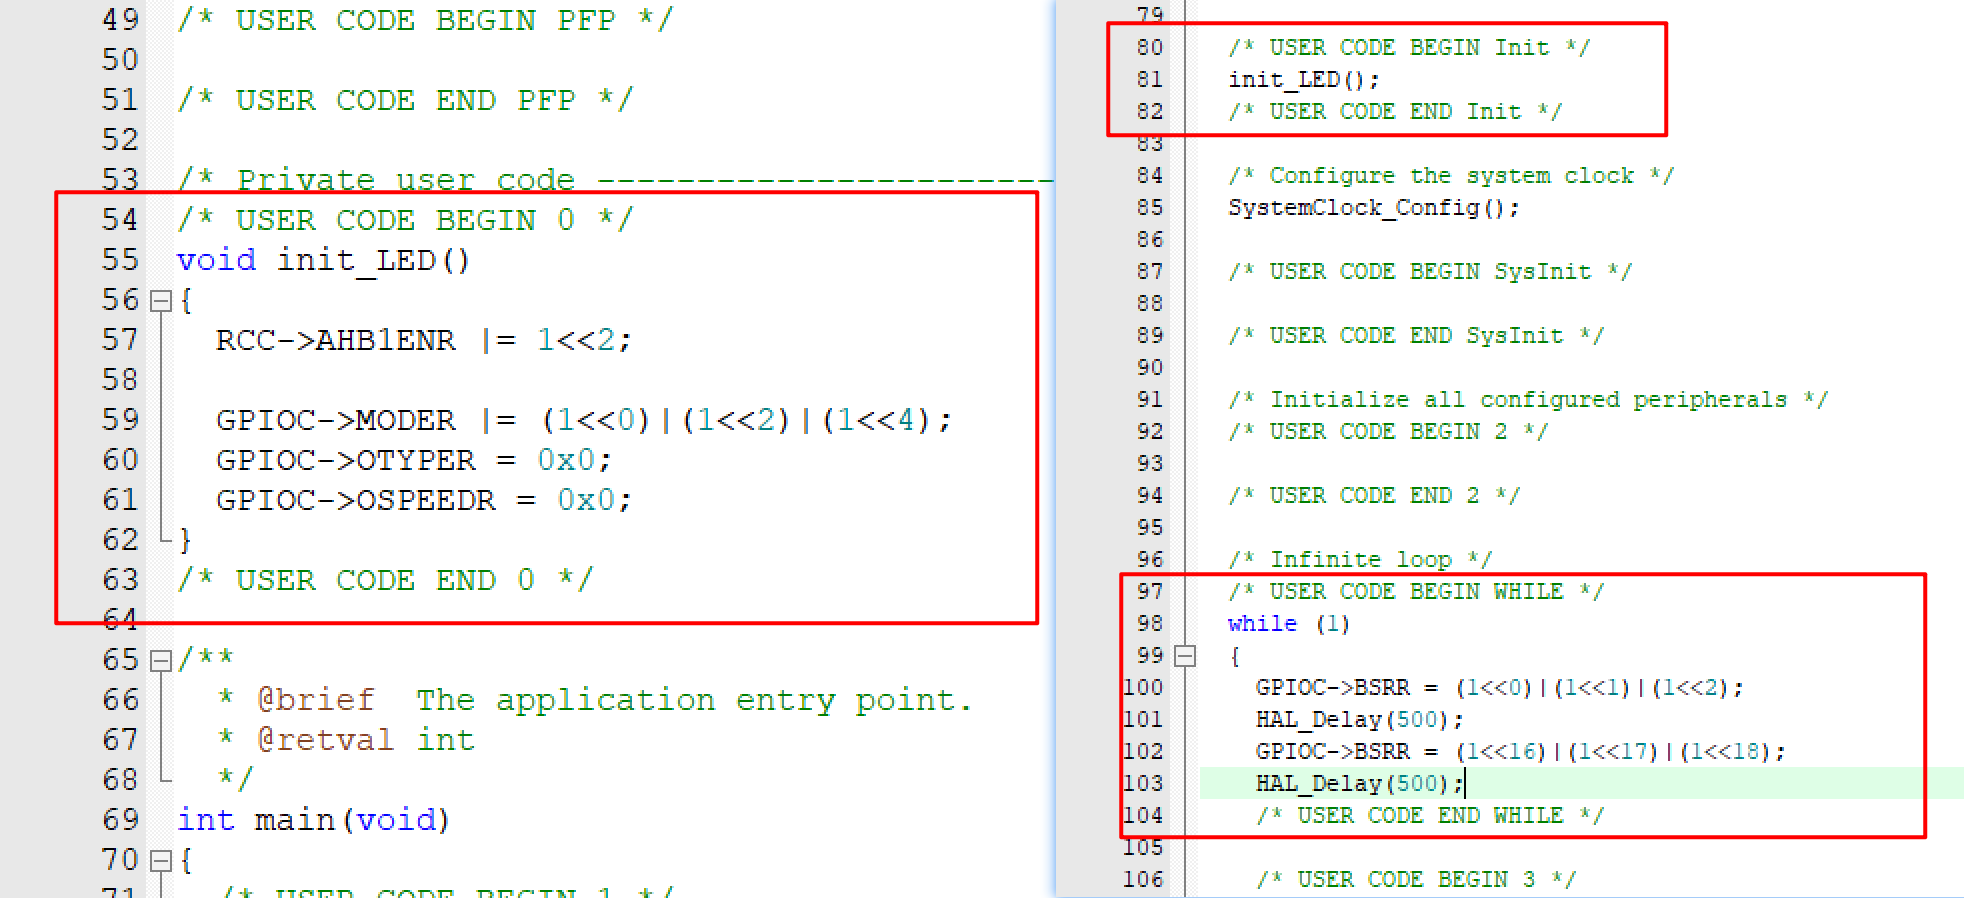 49 /* USER CODE BEGIN PFP */
50
51 /* USER CODE END PFP */
52
53 /* Private user code -----------------------
54 /* USER CODE BEGIN 0 */
55 void init_LED()
56 {
57 RCC->AHB1ENR |= 1<<2;
58
59 GPIOC->MODER |= (1<<0)|(1<<2)|(1<<4);
60 GPIOC->OTYPER = 0x0;
61 GPIOC->OSPEEDR = 0x0;
62 }
63 /* USER CODE END 0 */
64
65 /**
66 * @brief The application entry point.
67 * @retval int
68 */
69 int main(void)
70 {
71 /* USER CODE BEGIN 1 */
79
80 /* USER CODE BEGIN Init */
81 init_LED();
82 /* USER CODE END Init */
83
84 /* Configure the system clock */
85 SystemClock_Config();
86
87 /* USER CODE BEGIN SysInit */
88
89 /* USER CODE END SysInit */
90
91 /* Initialize all configured peripherals */
92 /* USER CODE BEGIN 2 */
93
94 /* USER CODE END 2 */
95
96 /* Infinite loop */
97 /* USER CODE BEGIN WHILE */
98 while (1)
99 {
100 GPIOC->BSRR = (1<<0)|(1<<1)|(1<<2);
101 HAL_Delay(500);
102 GPIOC->BSRR = (1<<16)|(1<<17)|(1<<18);
103 HAL_Delay(500);
104 /* USER CODE END WHILE */
105
106 /* USER CODE BEGIN 3 */